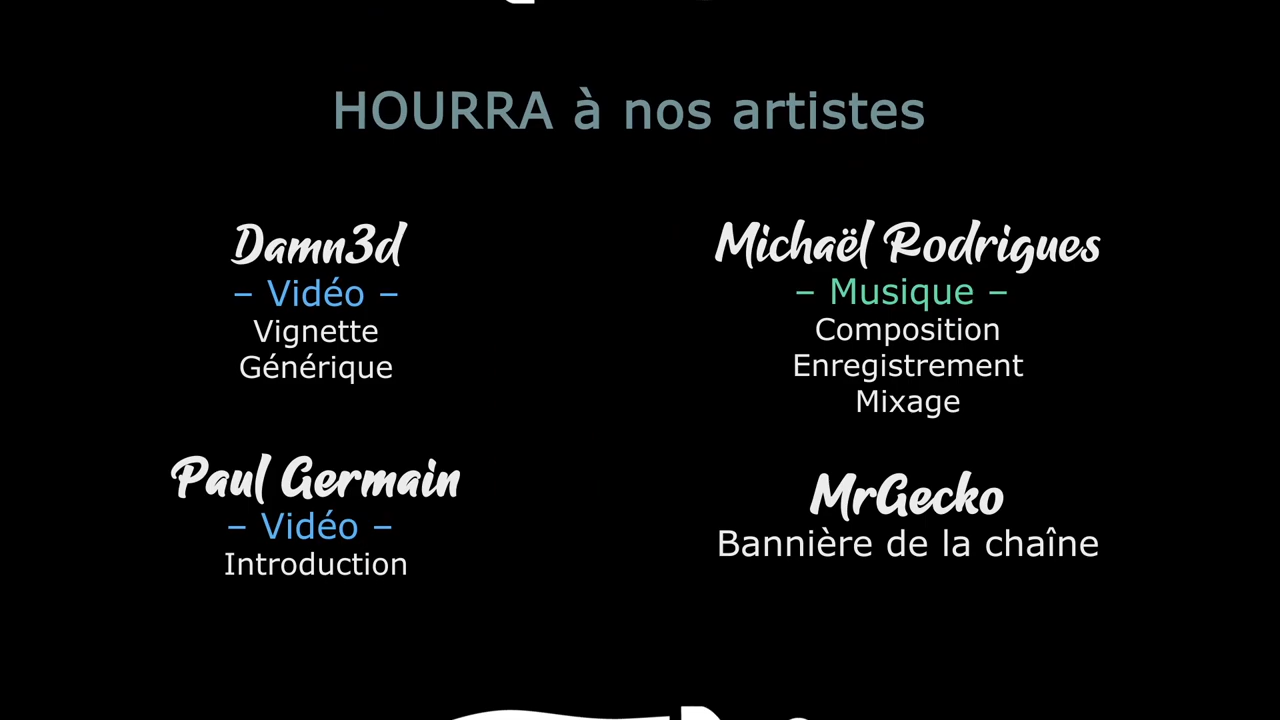 HOURRA à nos artistes
Damn3d
– Vidéo –
Vignette
Générique
Michaël Rodrigues
– Musique –
Composition
Enregistrement
Mixage
Paul Germain
– Vidéo –
Introduction
MrGecko
Bannière de la chaîne